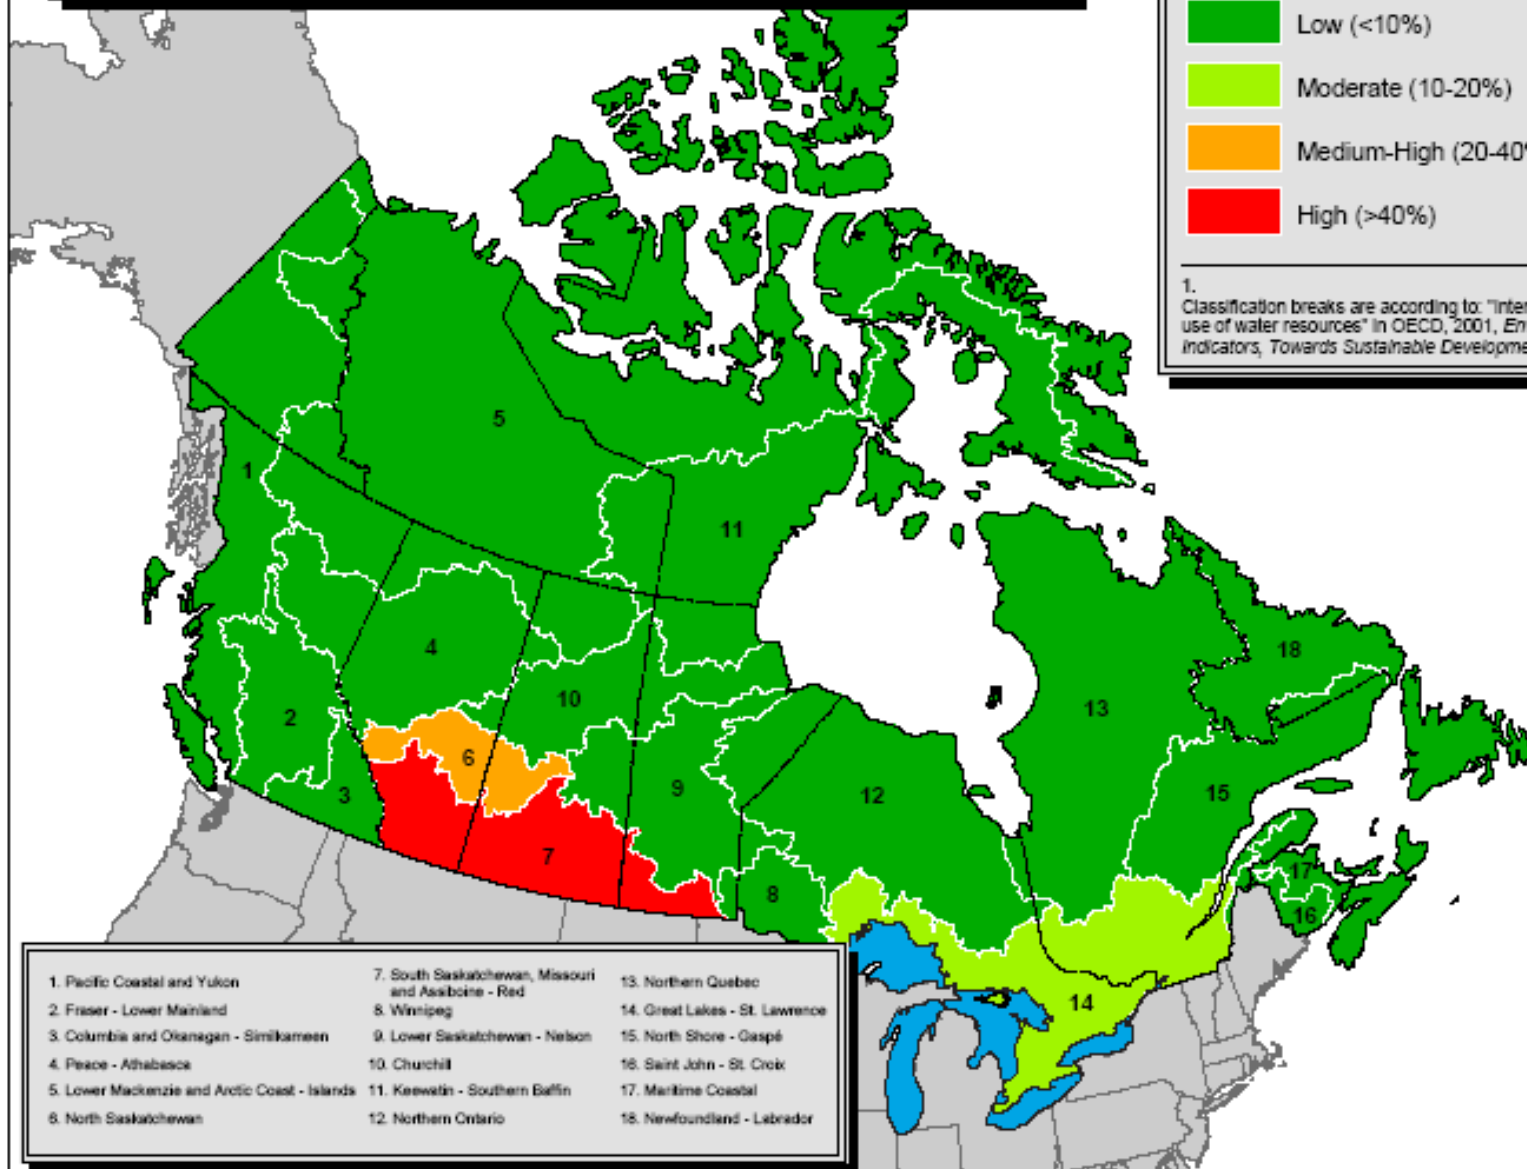 Low (<10%)
Moderate (10-20%)
Medium-High (20-40
High (>40%)
1.
Classification breaks are according to: "Inter
use of water resources" in OECD, 2001, En
Indicators, Towards Sustainable Developme
5
1
11
4
18
10
2
13
6
9
3
12
15
7
17
8
16
14
1. Pacific Coastal and Yukon
2. Fraser - Lower Mainland
3. Columbia and Okanagan - Similkameen
4. Peace - Athabasca
5. Lower Mackenzie and Arctic Coast - Islands
6. North Saskatchewan
7. South Saskatchewan, Missouri
and Assiboine - Red
8. Winnipeg
9. Lower Saskatchewan - Nelson
10. Churchill
11. Keewatin - Southern Baffin
12. Northern Ontario
13. Northern Quebec
14. Great Lakes - St. Lawrence
15. North Shore - Gaspé
16. Saint John - St. Croix
17. Maritime Coastal
18. Newfoundland - Labrador